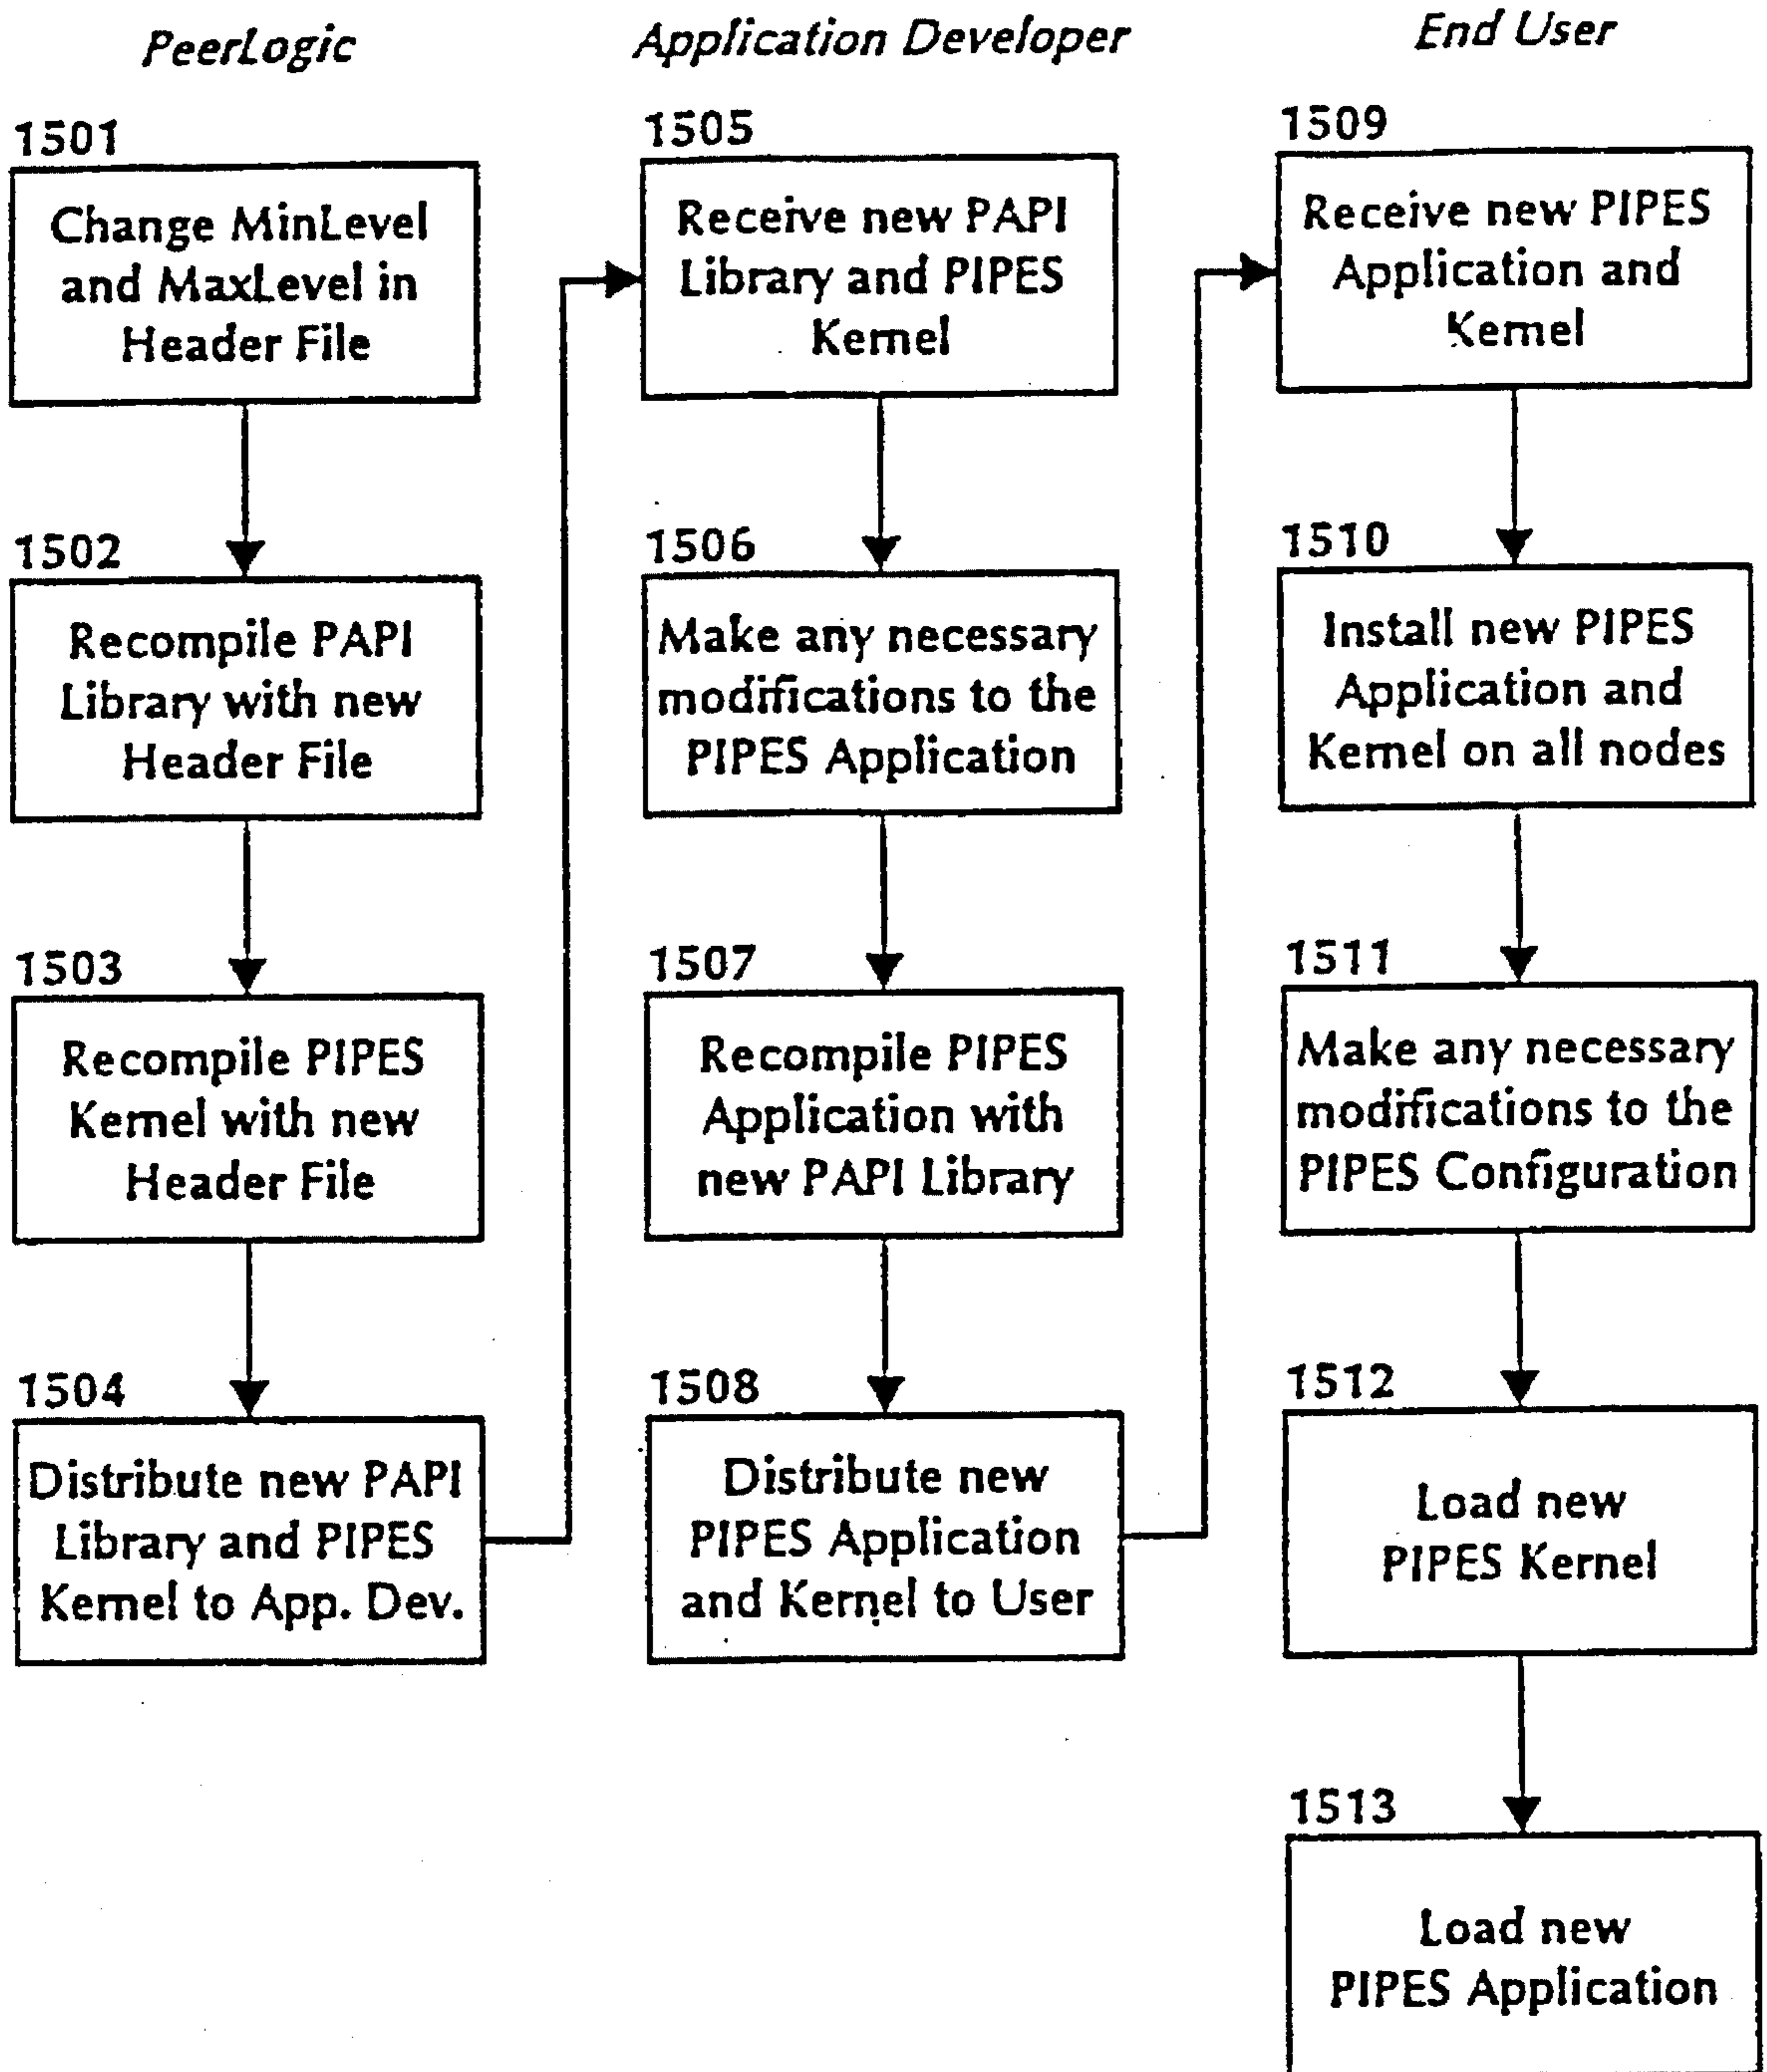 PeerLogic
1501
Change MinLevel
and MaxLevel in
Header File
1502
Recompile PAPI
Library with new
Header File
1503
Recompile PIPES
Kernel with new
Header File
1504
Distribute new PAPI
Library and PIPES
Kernel to App. Dev.
Application Developer
1505
Receive new PAPI
Library and PIPES
Kernel
1506
Make any necessary
modifications to the
PIPES Application
1507
Recompile PIPES
Application with
new PAPI Library
1508
Distribute new
PIPES Application
and Kernel to User
End User
1509
Receive new PIPES
Application and
Kernel
1510
Install new PIPES
Application and
Kernel on all nodes
1511
Make any necessary
modifications to the
PIPES Configuration
1512
Load new
PIPES Kernel
1513
Load new
PIPES Application